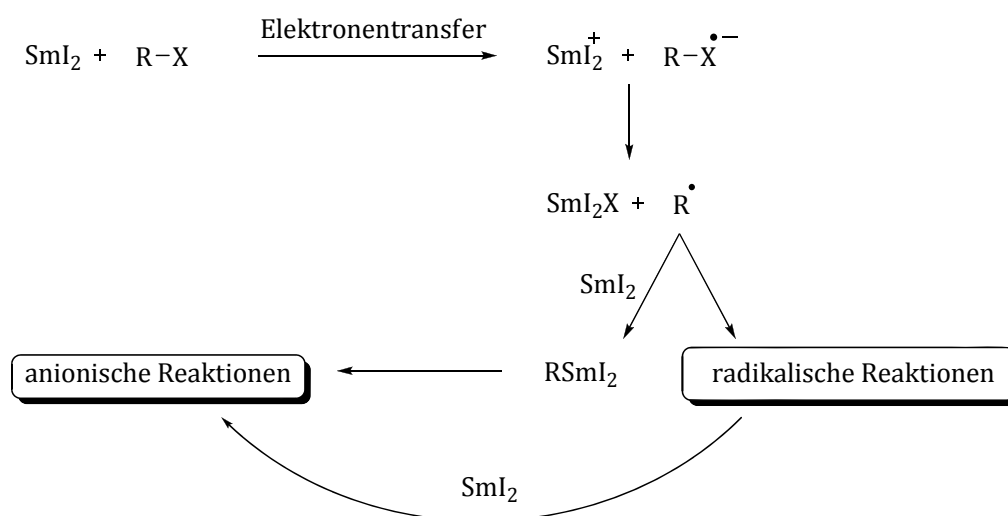 Elektronentransfer
SmI₂ + R–X SmI₂⁺ + R–X•–
SmI₂X + R•
SmI₂
anionische Reaktionen RSmI₂ radikalische Reaktionen
SmI₂